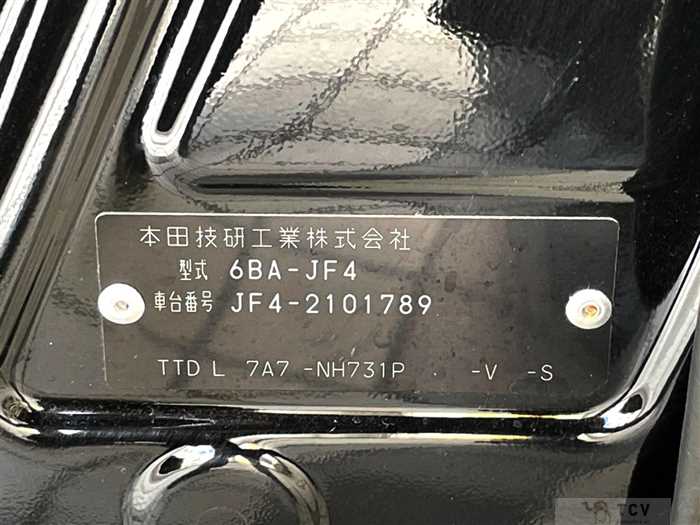 本田技研工業株式会社
型式 6BA-JF4
車台番号 JF4-2101789
TTD L 7A7 -NH731P -V -S
TCV